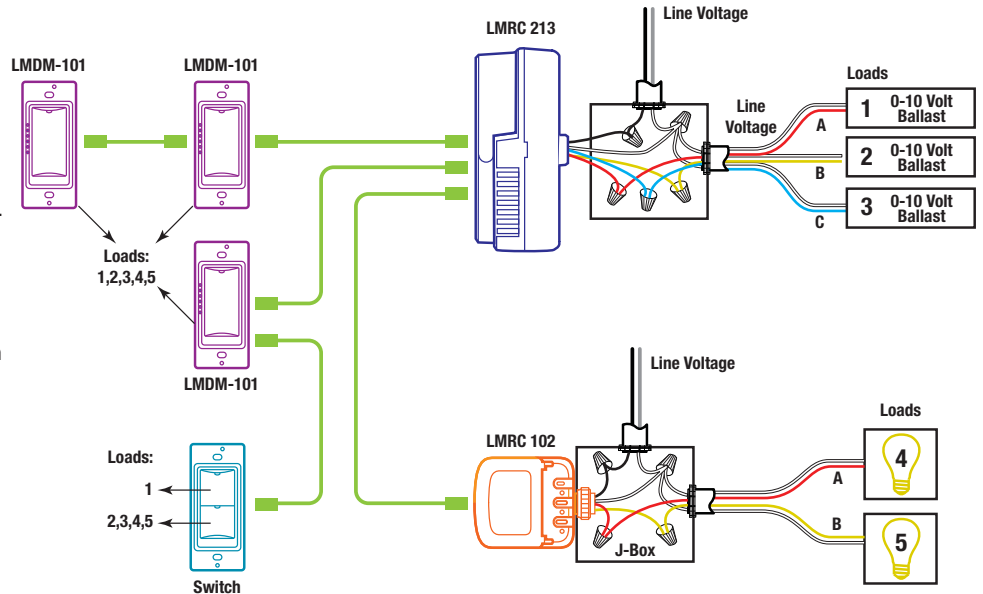 Line Voltage
LMRC 213
LMDM-101
LMDM-101
Loads
Line
Voltage
A
1
0-10 Volt
Ballast
B
2
0-10 Volt
Ballast
C
3
0-10 Volt
Ballast
Loads:
1,2,3,4,5
LMDM-101
Line Voltage
LMRC 102
Loads
Loads:
1
2,3,4,5
Switch
J-Box
A
4
B
5